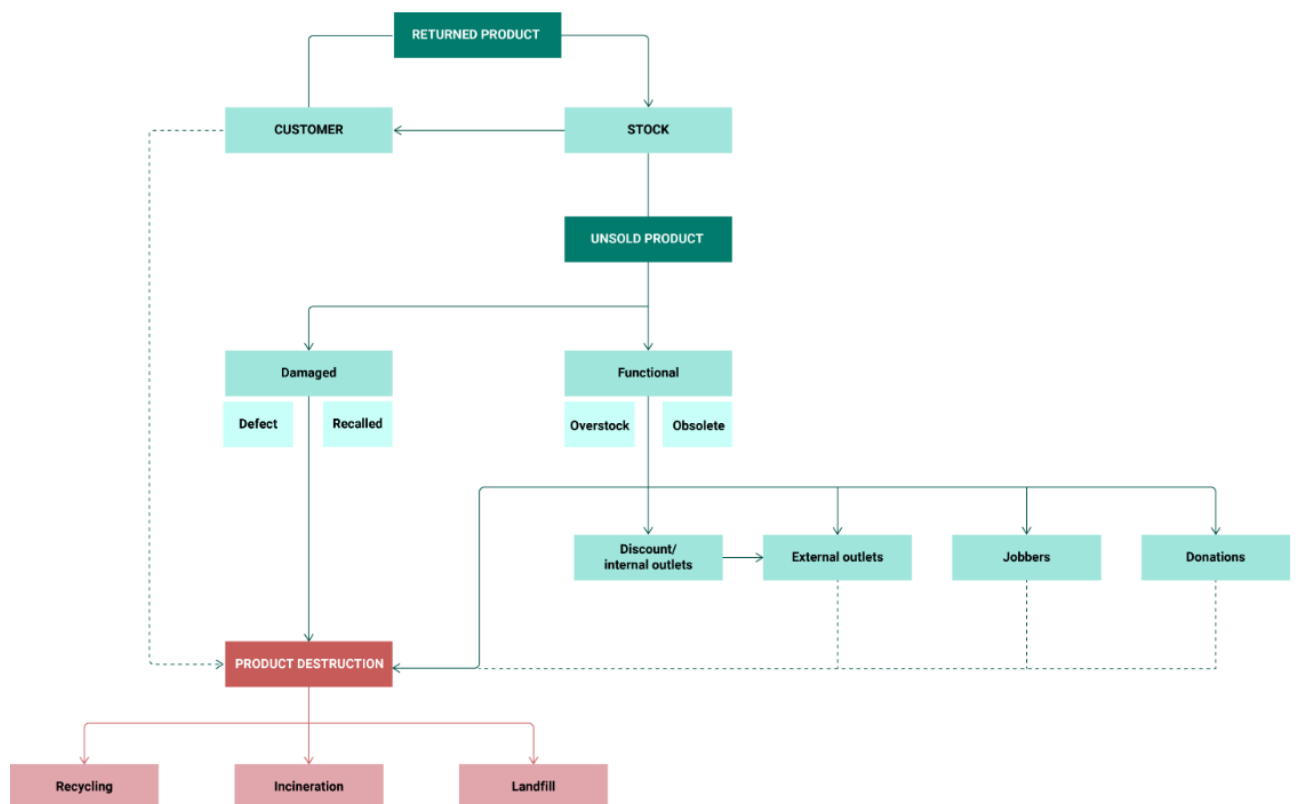 RETURNED PRODUCT
CUSTOMER
STOCK
UNSOLD PRODUCT
Damaged
Functional
Defect
Recalled
Overstock
Obsolete
Discount/
internal outlets
External outlets
Jobbers
Donations
PRODUCT DESTRUCTION
Recycling
Incineration
Landfill